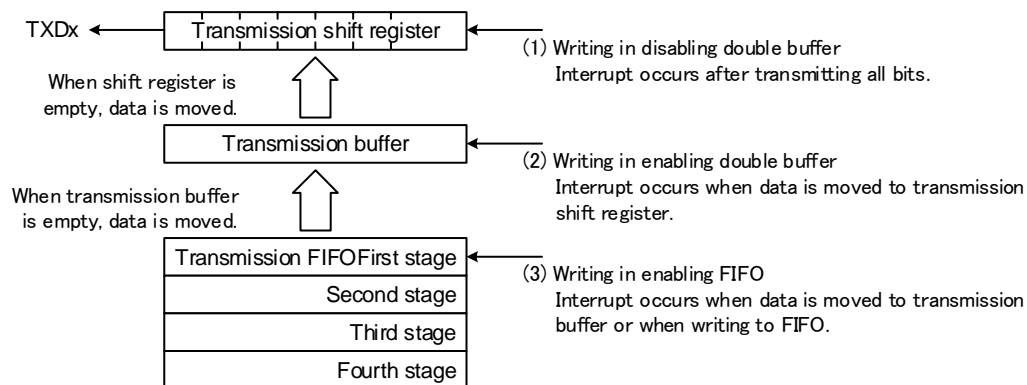 TXDx
Transmission shift register
(1) Writing in disabling double buffer
Interrupt occurs after transmitting all bits.
When shift register is
empty, data is moved.
Transmission buffer
(2) Writing in enabling double buffer
Interrupt occurs when data is moved to transmission
shift register.
When transmission buffer
is empty, data is moved.
Transmission FIFOFirst stage
(3) Writing in enabling FIFO
Interrupt occurs when data is moved to transmission
buffer or when writing to FIFO.
Second stage
Third stage
Fourth stage